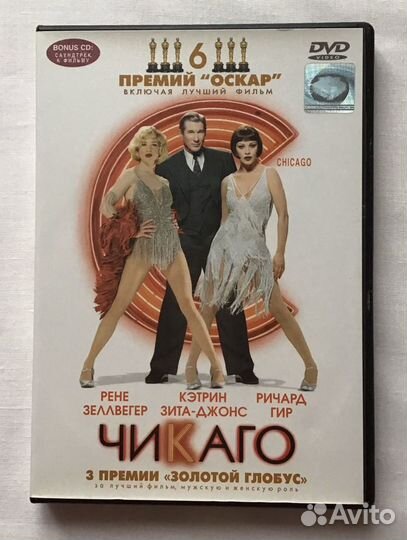 BONUS CD:
САУНДТРЕК
К ФИЛЬМУ
6
DVD
VIDEO
ПРЕМИЙ "ОСКАР"
ВКЛЮЧАЯ ЛУЧШИЙ ФИЛЬМ
CHICAGO
РЕНЕ ЗЕЛЛВЕГЕР
КЭТРИН ЗИТА-ДЖОНС
РИЧАРД ГИР
ЧИКАГО
3 ПРЕМИИ «ЗОЛОТОЙ ГЛОБУС»
за лучший фильм, мужскую и женскую роль
Avito